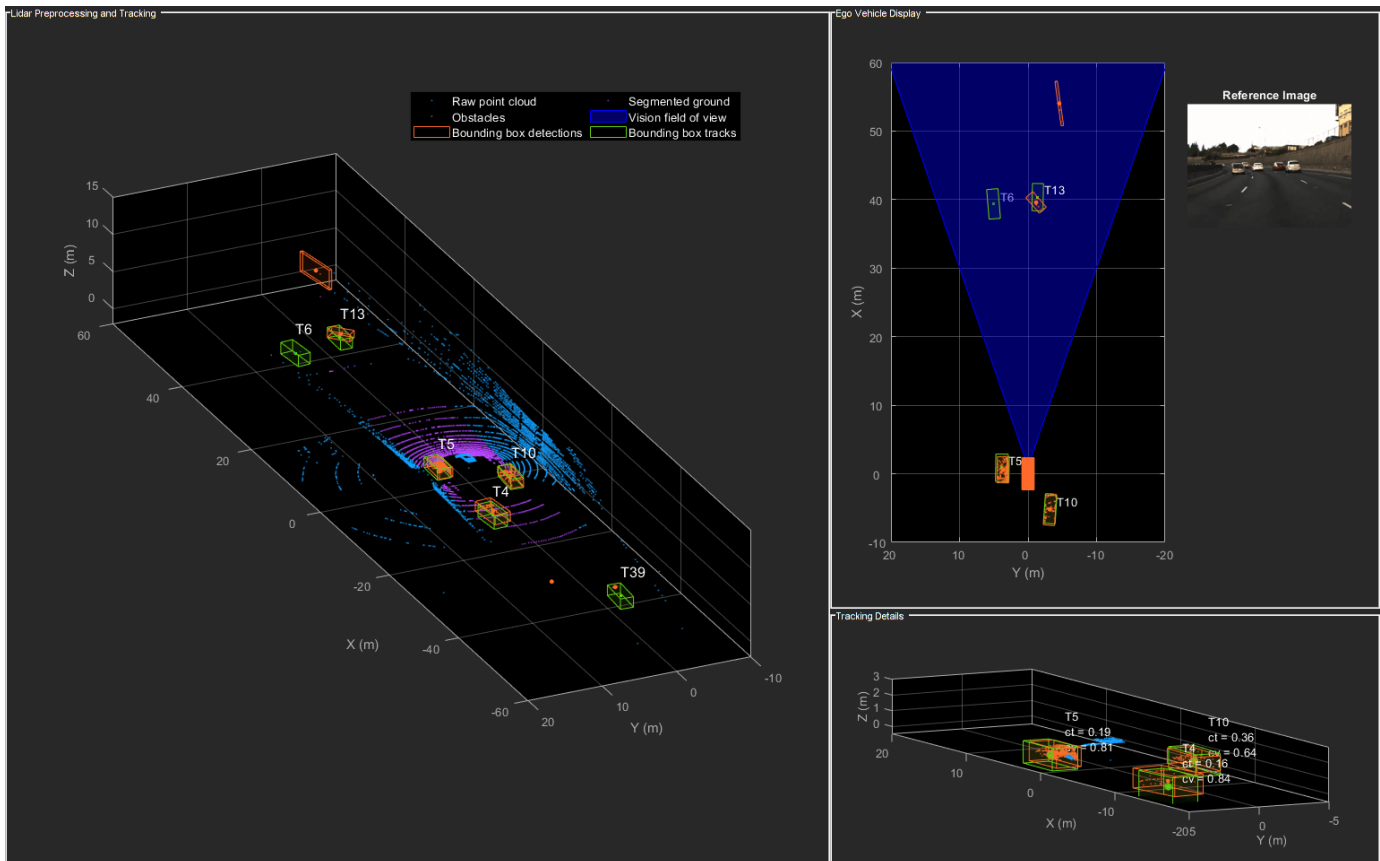 Lidar Preprocessing and Tracking
Raw point cloud
Segmented ground
Obstacles
Vision field of view
Bounding box detections
Bounding box tracks
15
10
5
0
Z (m)
60
40
20
0
-20
-40
-60
X (m)
20
10
0
-10
Y (m)
T6
T13
T5
T10
T4
T39
Ego Vehicle Display
60
50
40
30
20
10
0
-10
X (m)
20
10
0
-10
-20
Y (m)
T6
T13
T5
T10
Reference Image
Tracking Details
3
2
1
0
Z (m)
20
10
0
-10
-205
X (m)
0
-5
Y (m)
T5
ct = 0.19
cv = 0.81
T10
ct = 0.36
cv = 0.64
T4
ct = 0.16
cv = 0.84